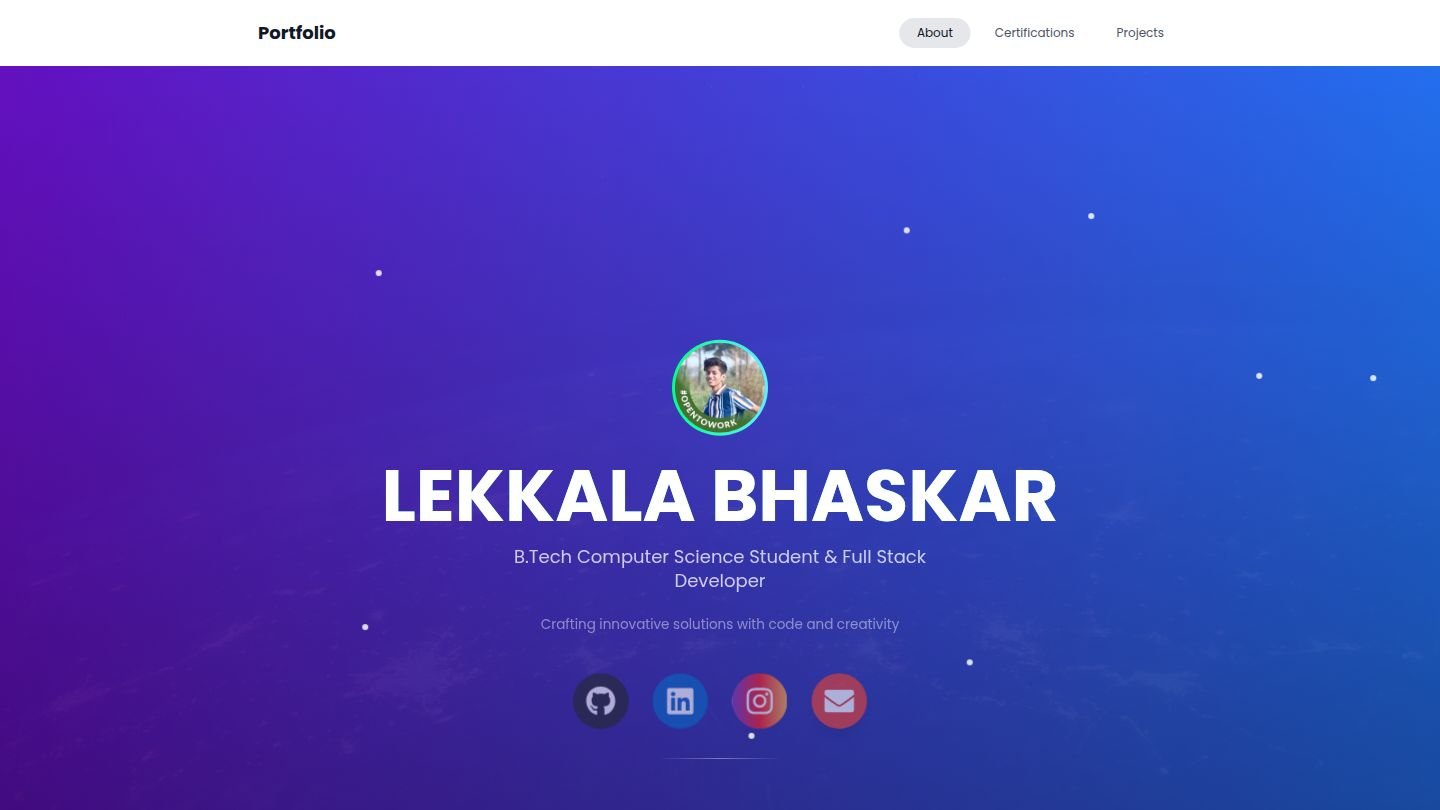 Portfolio
About
Certifications
Projects
#OPENTOWORK
LEKKALA BHASKAR
B.Tech Computer Science Student & Full Stack
Developer
Crafting innovative solutions with code and creativity
in